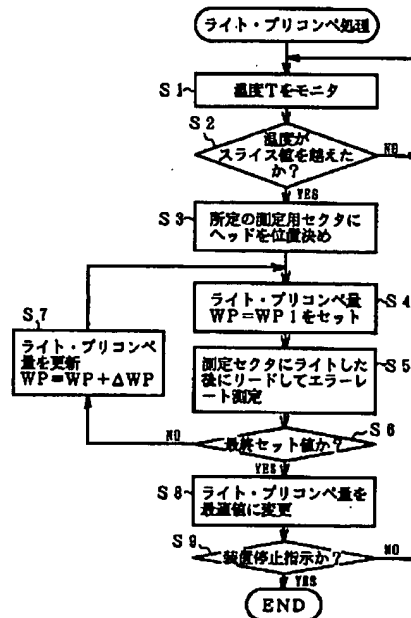 ライト・プリコンペ処理
S1
温度Tをモニタ
S2
温度が
スライス値を越えた
か?
NO
YES
S3
所定の測定用セクタに
ヘッドを位置決め
S7
ライト・プリコンペ
量を更新
WP=WP+ΔWP
ライト・プリコンペ量
WP=WP1をセット
S4
測定セクタにライトした
後にリードしてエラーレ
ート測定
S5
NO
最終セット値か?
S6
YES
S8
ライト・プリコンペ量を
最適値に変更
S9
装置停止指示か?
NO
YES
END